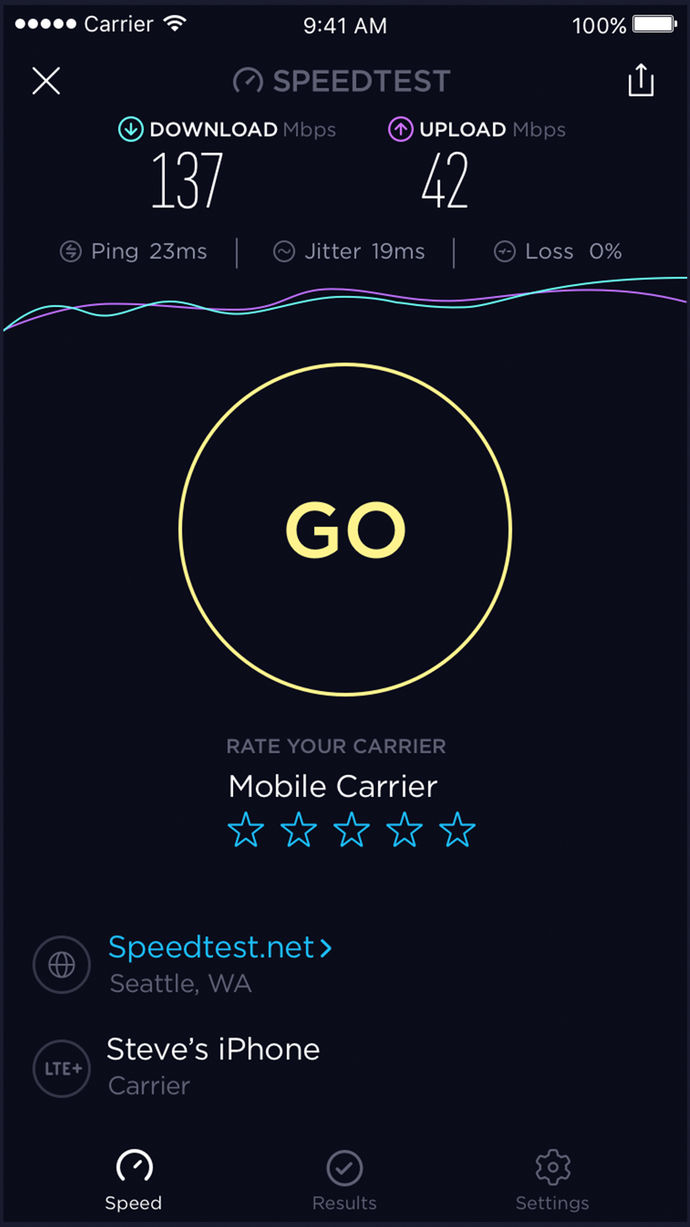 Carrier 9:41 AM 100%
SPEEDTEST
DOWNLOAD Mbps UPLOAD Mbps
137 42
Ping 23ms Jitter 19ms Loss 0%
GO
RATE YOUR CARRIER
Mobile Carrier
Speedtest.net
Seattle, WA
LTE+ Steve’s iPhone
Carrier
Speed Results Settings